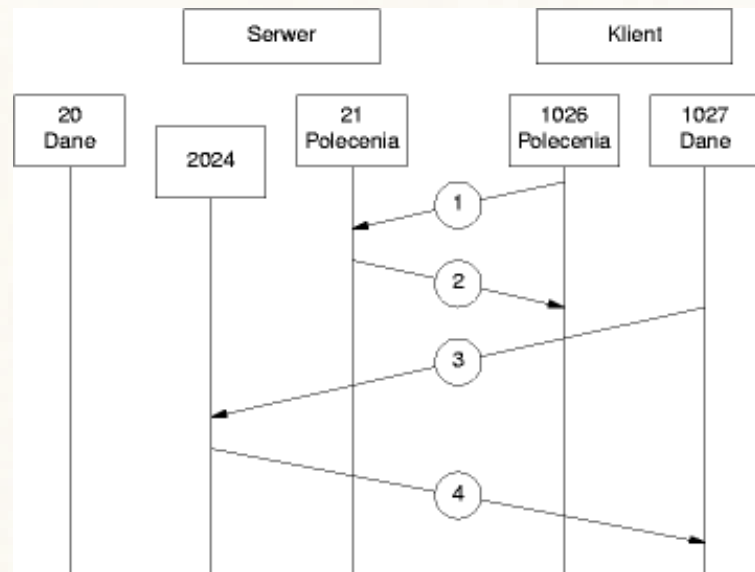 Serwer
Klient
20
Dane
2024
21
Polecenia
1026
Polecenia
1027
Dane
1
2
3
4